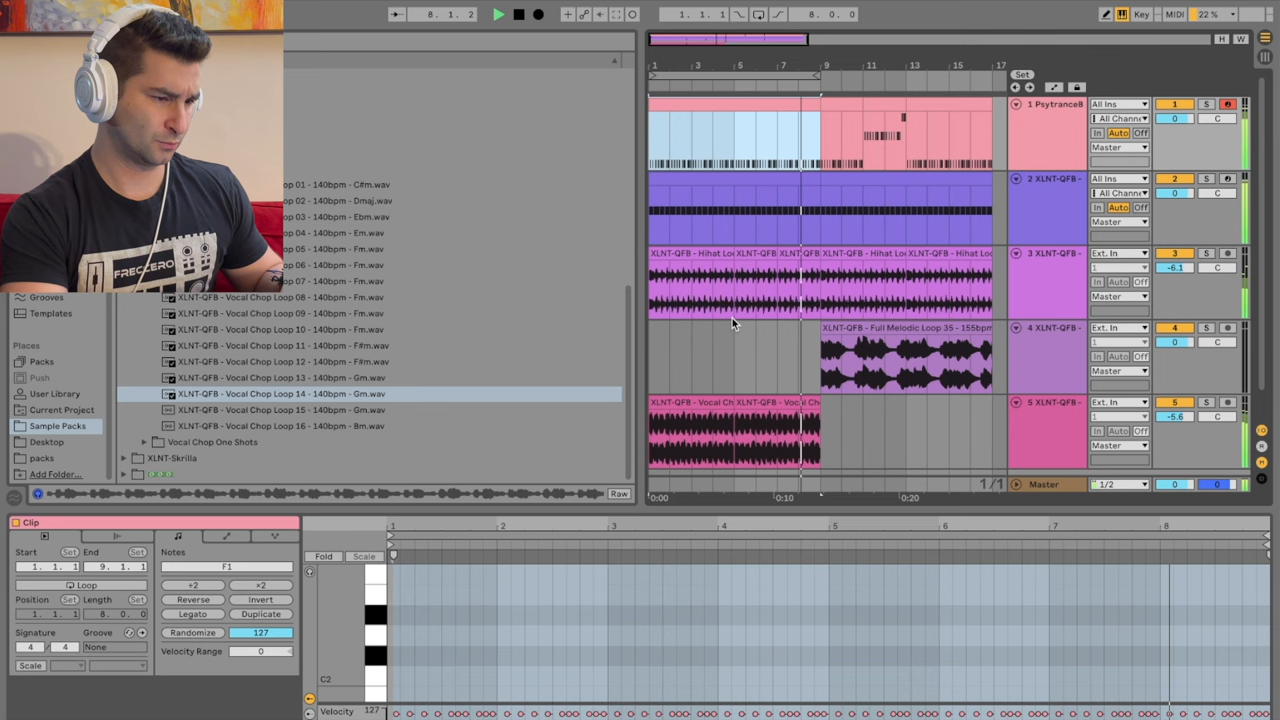 8. 1. 2
1. 1. 1
8. 0. 0
Key
MIDI
22 %
H
W
1
3
5
7
9
11
13
15
17
Set
1 PsytranceB
All Ins
1
S
All Channe
0
C
In
Auto
Off
Master
2 XLNT-QFB -
All Ins
2
S
All Channe
0
C
In
Auto
Off
Master
XLNT-QFB - Hihat Loo
XLNT-QFB
XLNT-QFB
XLNT-QFB - Hihat Loo
XLNT-QFB - Hihat Loo
3 XLNT-QFB -
Ext. In
3
S
1
-6.1
C
In
Auto
Off
Master
XLNT-QFB - Full Melodic Loop 35 - 155bpm
4 XLNT-QFB -
Ext. In
4
S
1
0
C
In
Auto
Off
Master
XLNT-QFB - Vocal Ch
XLNT-QFB - Vocal Ch
5 XLNT-QFB -
Ext. In
5
S
1
-5.6
C
In
Auto
Off
Master
1/1
Master
1/2
0
0
0:00
0:10
0:20
FRECCERO
op 01 - 140bpm - C#m.wav
op 02 - 140bpm - Dmaj.wav
op 03 - 140bpm - Ebm.wav
op 04 - 140bpm - Em.wav
op 05 - 140bpm - Fm.wav
op 06 - 140bpm - Fm.wav
op 07 - 140bpm - Fm.wav
XLNT-QFB - Vocal Chop Loop 08 - 140bpm - Fm.wav
XLNT-QFB - Vocal Chop Loop 09 - 140bpm - Fm.wav
XLNT-QFB - Vocal Chop Loop 10 - 140bpm - Fm.wav
XLNT-QFB - Vocal Chop Loop 11 - 140bpm - F#m.wav
XLNT-QFB - Vocal Chop Loop 12 - 140bpm - F#m.wav
XLNT-QFB - Vocal Chop Loop 13 - 140bpm - Gm.wav
XLNT-QFB - Vocal Chop Loop 14 - 140bpm - Gm.wav
XLNT-QFB - Vocal Chop Loop 15 - 140bpm - Gm.wav
XLNT-QFB - Vocal Chop Loop 16 - 140bpm - Bm.wav
Vocal Chop One Shots
XLNT-Skrilla
Grooves
Templates
Places
Packs
Push
User Library
Current Project
Sample Packs
Desktop
packs
Add Folder...
Raw
Clip
Start
Set
End
Set
1. 1. 1
9. 1. 1
Loop
Position
Set
Length
Set
1. 1. 1
8. 0. 0
Signature
Groove
4 / 4
None
Scale
Notes
F1
÷2
×2
Reverse
Invert
Legato
Duplicate
Randomize
127
Velocity Range
0
1
2
3
4
5
6
7
8
Fold
Scale
C2
Velocity
127